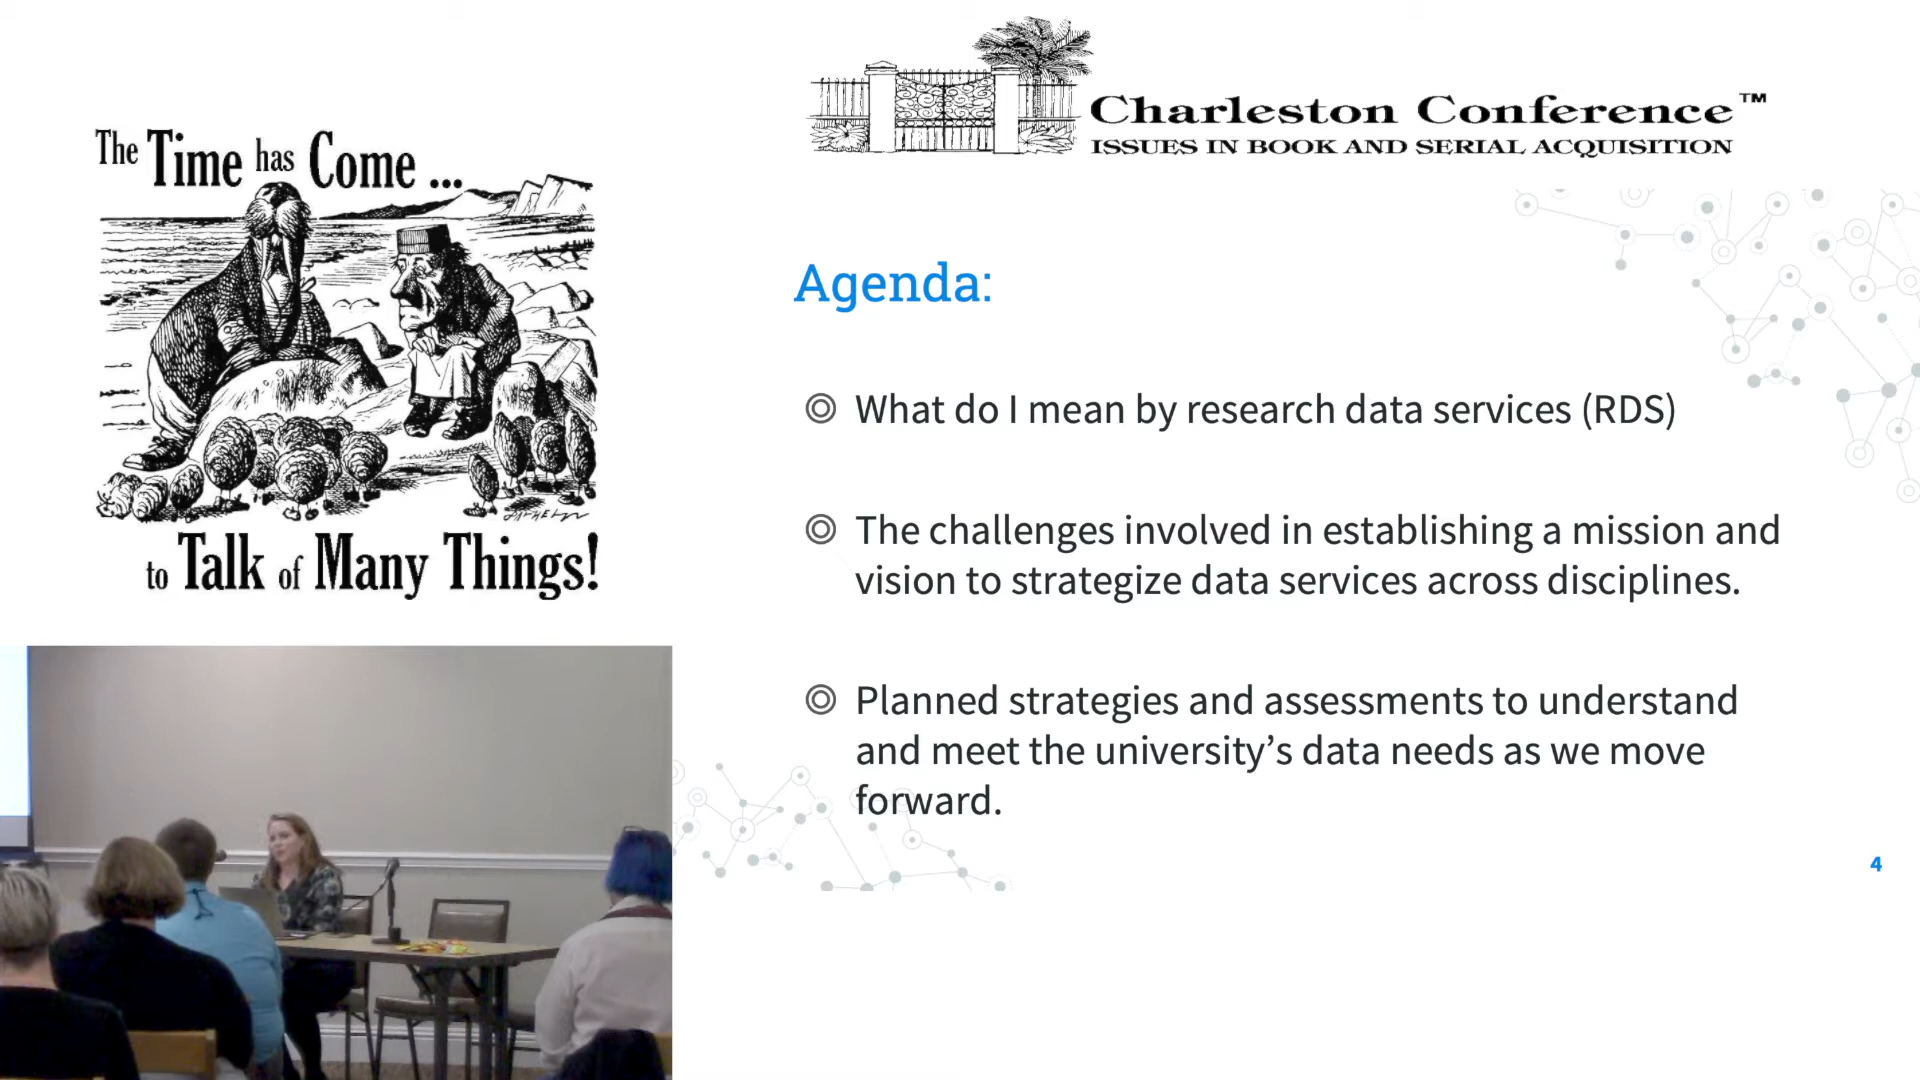 The Time has Come ...
to Talk of Many Things!
Charleston Conference™
ISSUES IN BOOK AND SERIAL ACQUISITION
Agenda:
What do I mean by research data services (RDS)
The challenges involved in establishing a mission and
vision to strategize data services across disciplines.
Planned strategies and assessments to understand
and meet the university’s data needs as we move
forward.
4